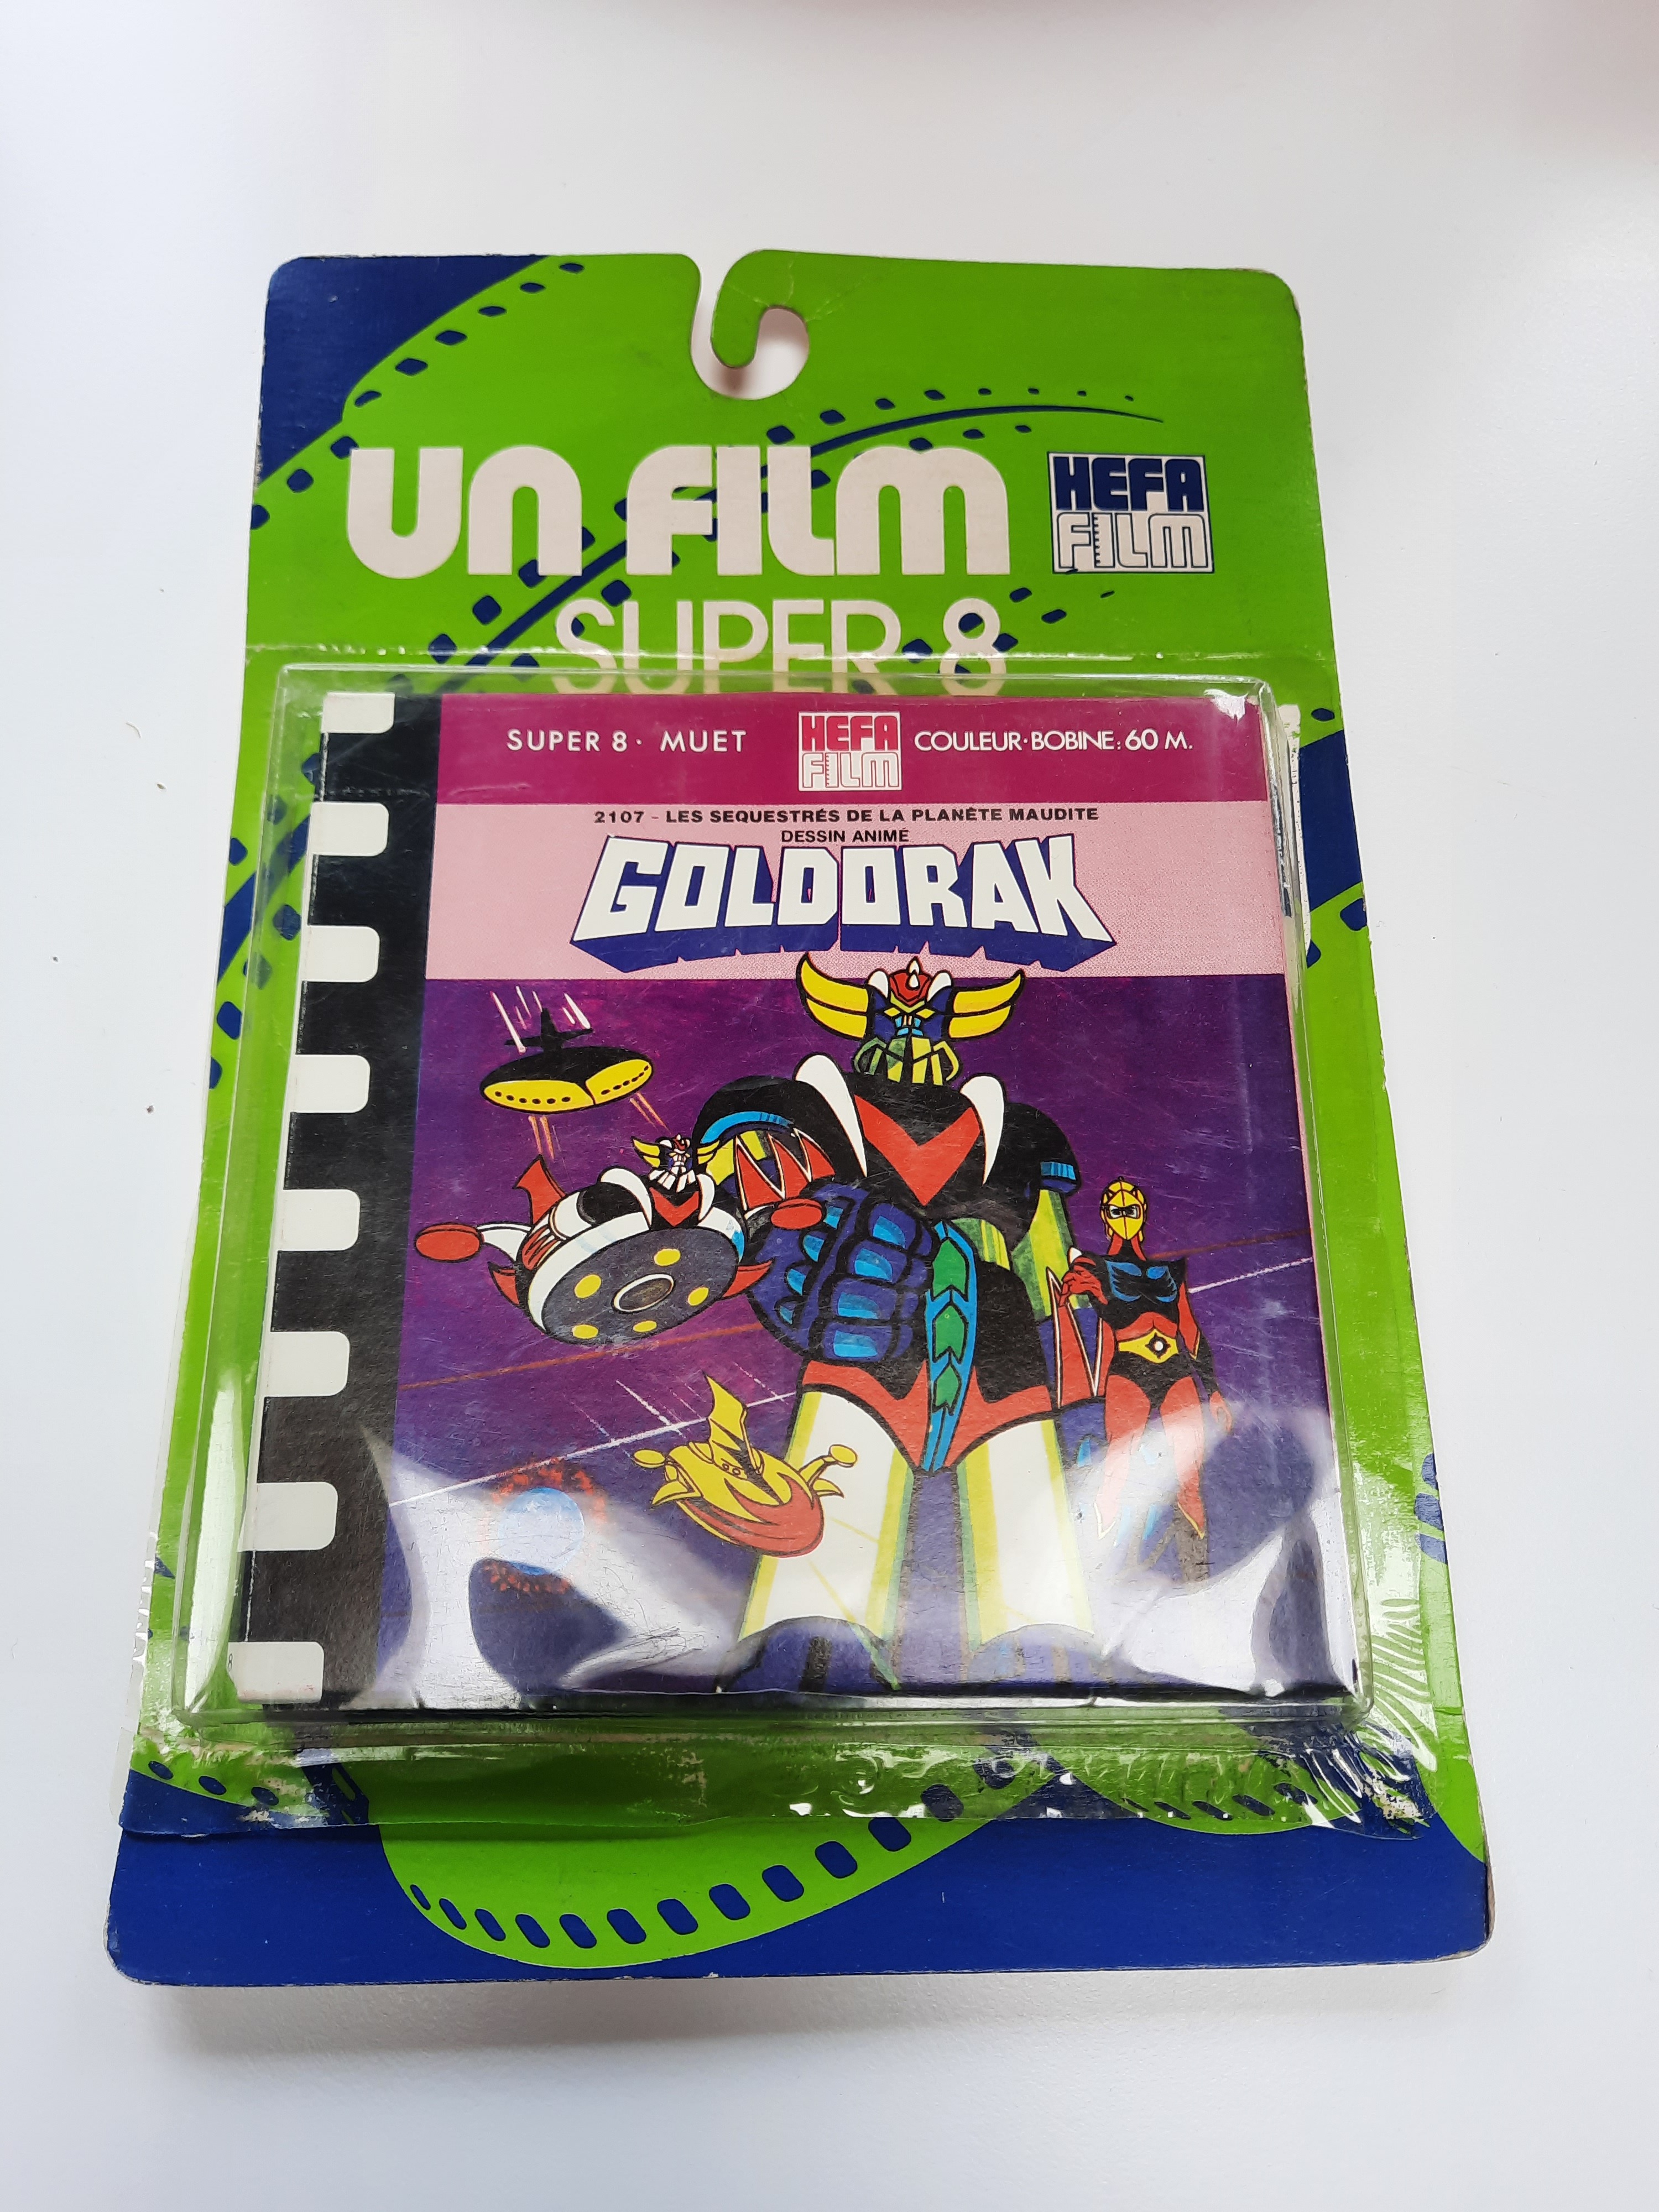 UN FILM
HEFA
FILM
SUPER 8
SUPER 8 · MUET
HEFA
FILM
COULEUR · BOBINE : 60 M.
2107 - LES SEQUESTRÉS DE LA PLANÈTE MAUDITE
DESSIN ANIMÉ
GOLDORAK
8